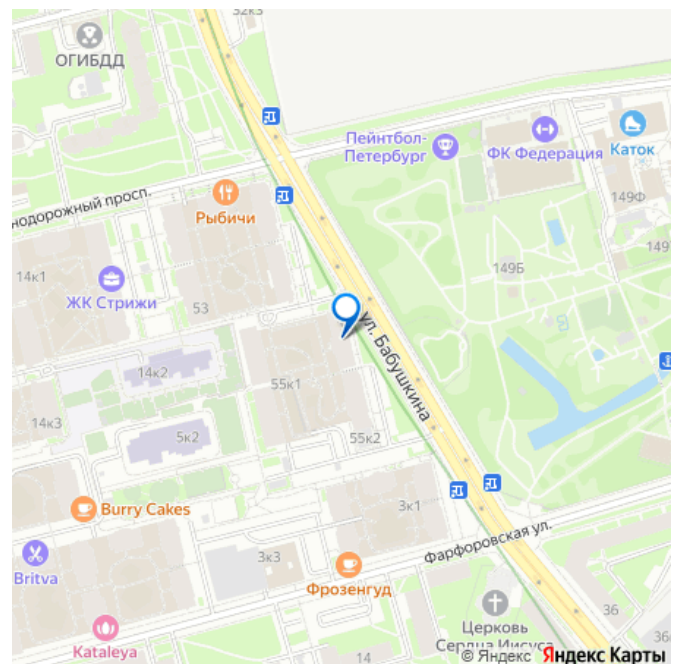 32к3
ОГИБДД
Пейнтбол-
Петербург
ФК Федерация
Каток
149Ф
нодорожный просп.
Рыбичи
14к1
ЖК Стрижи
53
149Б
149
ул. Бабушкина
14к2
55к1
14к3
5к2
55к2
Burry Cakes
3к1
Фарфоровская ул.
Britva
3к3
Фрозенгуд
Kataleya
14
Церковь
Сердца Иисуса
36
36
© Яндекс Яндекс Карты